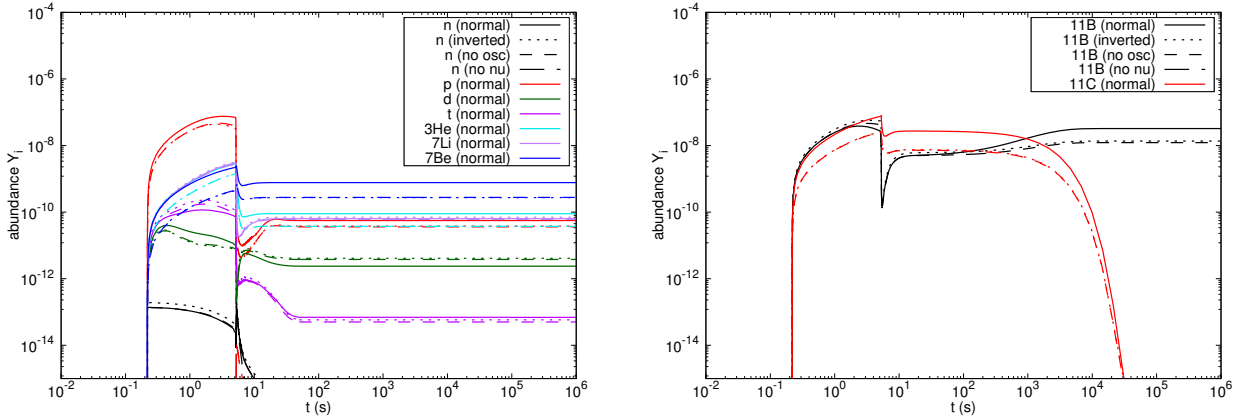 abundance Y_i
10^-4
10^-6
10^-8
10^-10
10^-12
10^-14
n (normal)
n (inverted)
n (no osc)
n (no nu)
p (normal)
d (normal)
t (normal)
3He (normal)
7Li (normal)
7Be (normal)
10^-2 10^-1 10^0 10^1 10^2 10^3 10^4 10^5 10^6
t (s)
abundance Y_i
10^-4
10^-6
10^-8
10^-10
10^-12
10^-14
11B (normal)
11B (inverted)
11B (no osc)
11B (no nu)
11C (normal)
10^-2 10^-1 10^0 10^1 10^2 10^3 10^4 10^5 10^6
t (s)